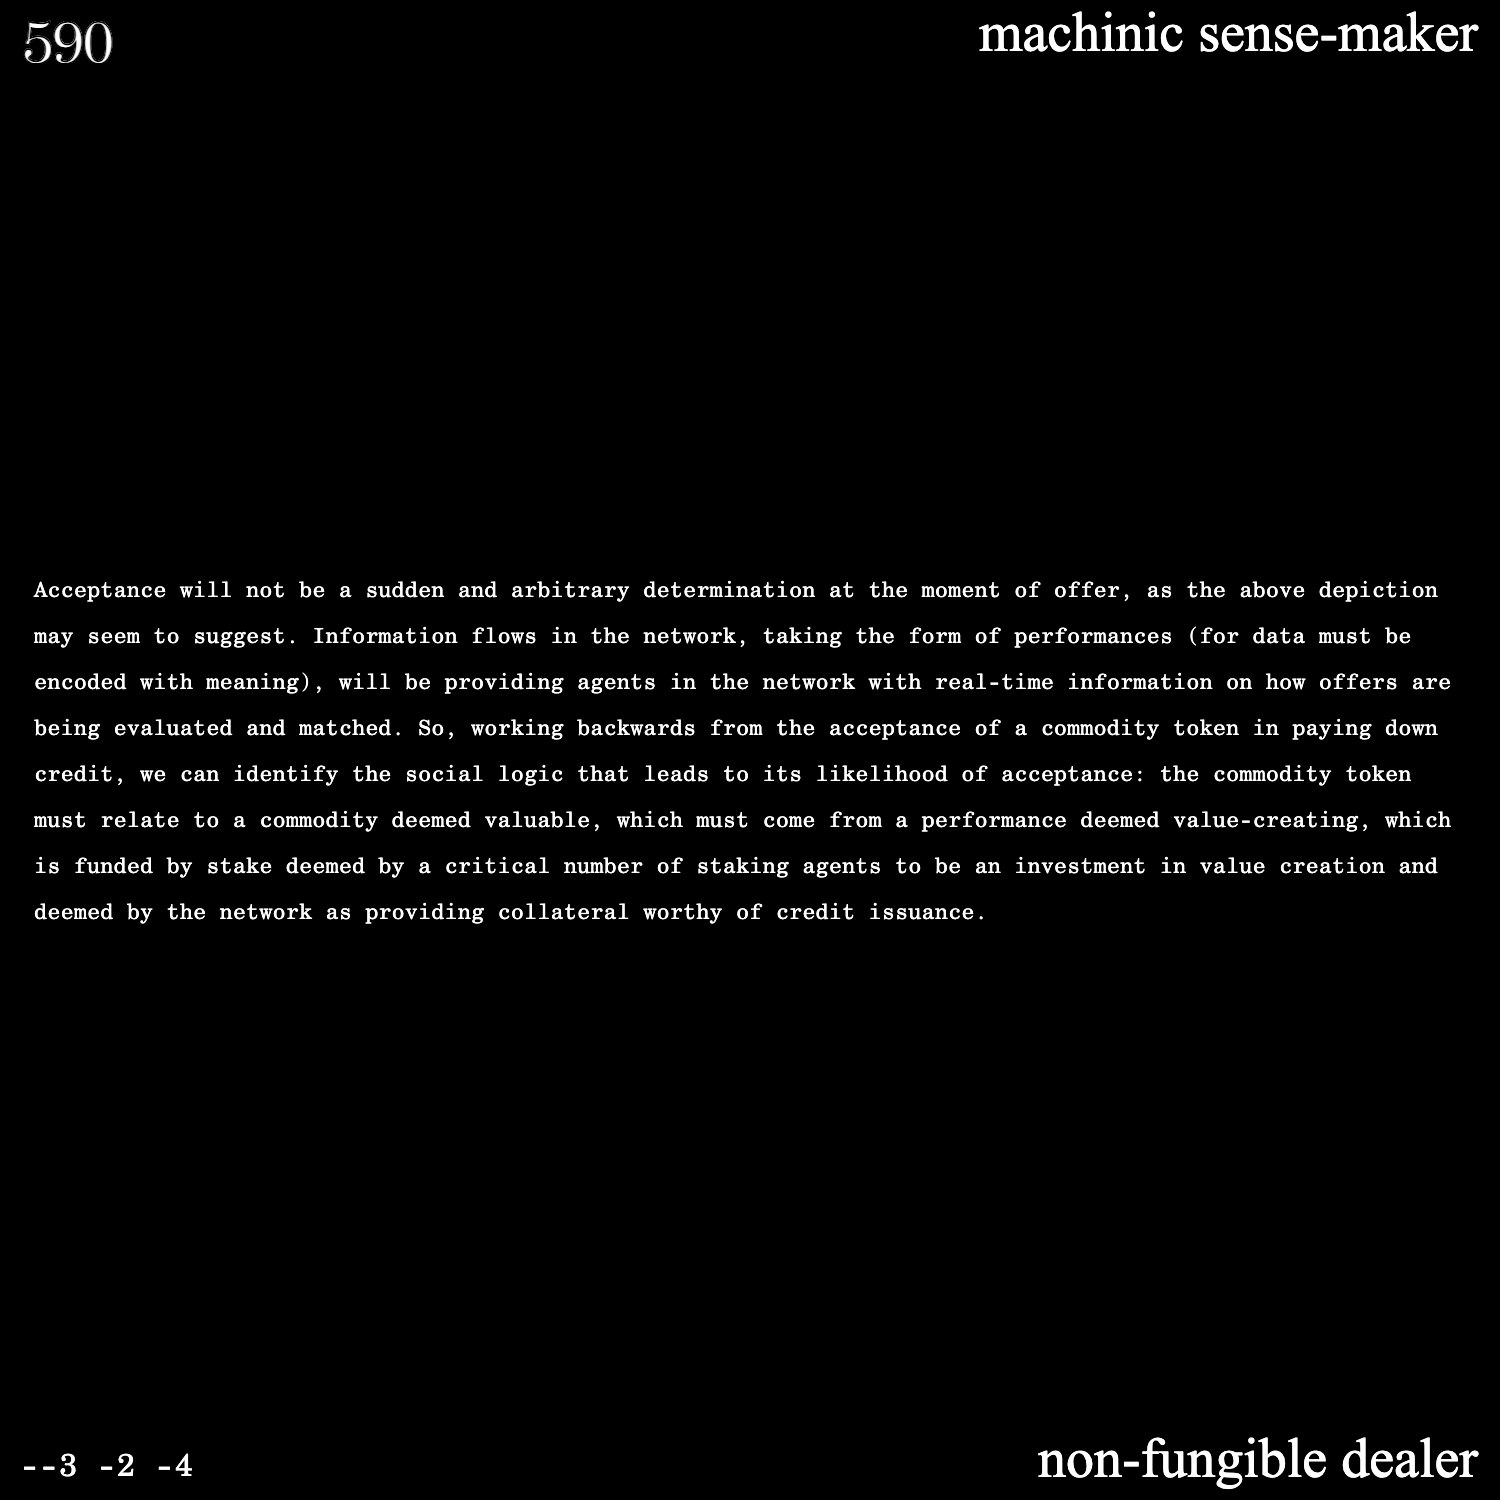 590
machinic sense-maker
Acceptance will not be a sudden and arbitrary determination at the moment of offer, as the above depiction
may seem to suggest. Information flows in the network, taking the form of performances (for data must be
encoded with meaning), will be providing agents in the network with real-time information on how offers are
being evaluated and matched. So, working backwards from the acceptance of a commodity token in paying down
credit, we can identify the social logic that leads to its likelihood of acceptance: the commodity token
must relate to a commodity deemed valuable, which must come from a performance deemed value-creating, which
is funded by stake deemed by a critical number of staking agents to be an investment in value creation and
deemed by the network as providing collateral worthy of credit issuance.
--3 -2 -4
non-fungible dealer